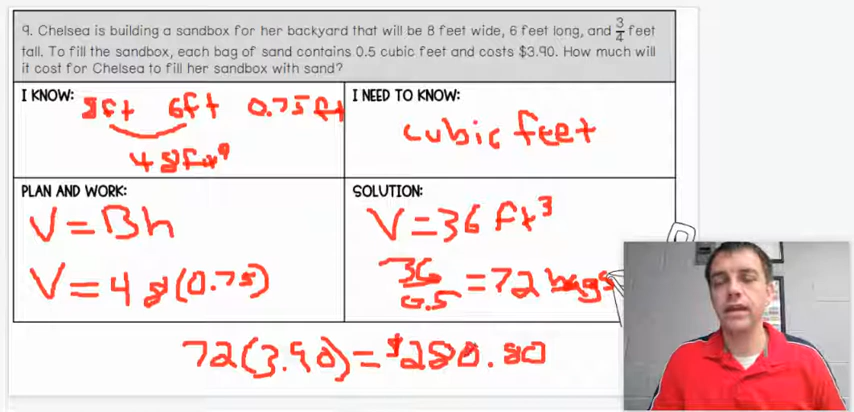 9. Chelsea is building a sandbox for her backyard that will be 8 feet wide, 6 feet long, and 3/4 feet
tall. To fill the sandbox, each bag of sand contains 0.5 cubic feet and costs $3.90. How much will
it cost for Chelsea to fill her sandbox with sand?
I KNOW:
8ft 6ft 0.75ft
48ft²
I NEED TO KNOW:
cubic feet
PLAN AND WORK:
V=Bh
V=48(0.75)
SOLUTION:
V=36 ft³
36/0.5 =72 bags
72(3.90)=$280.80